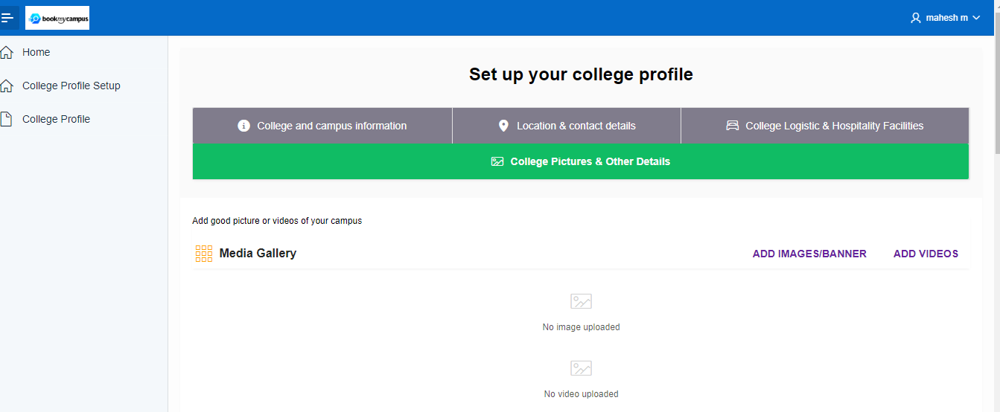 bookmycampus
mahesh m
Home
College Profile Setup
College Profile
Set up your college profile
College and campus information
Location & contact details
College Logistic & Hospitality Facilities
College Pictures & Other Details
Add good picture or videos of your campus
Media Gallery
ADD IMAGES/BANNER
ADD VIDEOS
No image uploaded
No video uploaded